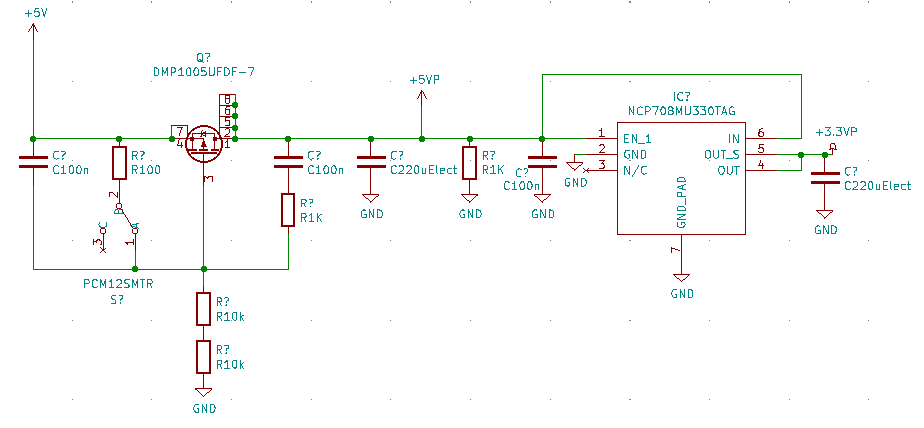 +5V
Q?
DMP1005UFDF-7
8
6
5
7
2
4
1
3
C?
C100n
R?
R100
2
B
C
A
3
1
PCM12SMTR
S?
C?
C100n
R?
R1K
R?
R10k
R?
R10k
GND
+5VP
C?
C220uElect
GND
R?
R1K
GND
C?
C100n
GND
GND
IC?
NCP708MU330TAG
1
EN_1
IN
6
2
GND
OUT_S
5
3
N/C
OUT
4
GND_PAD
7
GND
+3.3VP
C?
C220uElect
GND